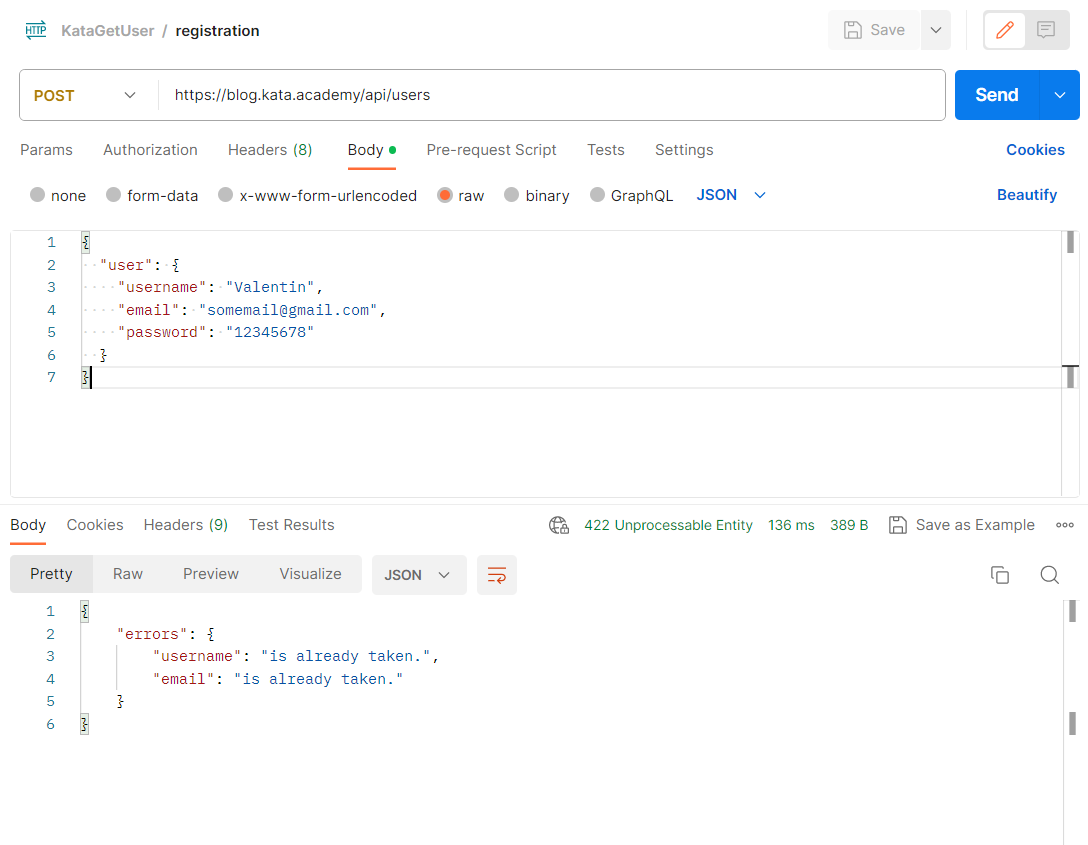 HTTP KataGetUser / registration Save
POST https://blog.kata.academy/api/users Send
Params Authorization Headers (8) Body Pre-request Script Tests Settings Cookies
none form-data x-www-form-urlencoded raw binary GraphQL JSON Beautify
1 {
2 "user": {
3 "username": "Valentin",
4 "email": "somemail@gmail.com",
5 "password": "12345678"
6 }
7 }
Body Cookies Headers (9) Test Results 422 Unprocessable Entity 136 ms 389 B Save as Example
Pretty Raw Preview Visualize JSON
1 {
2 "errors": {
3 "username": "is already taken.",
4 "email": "is already taken."
5 }
6 }